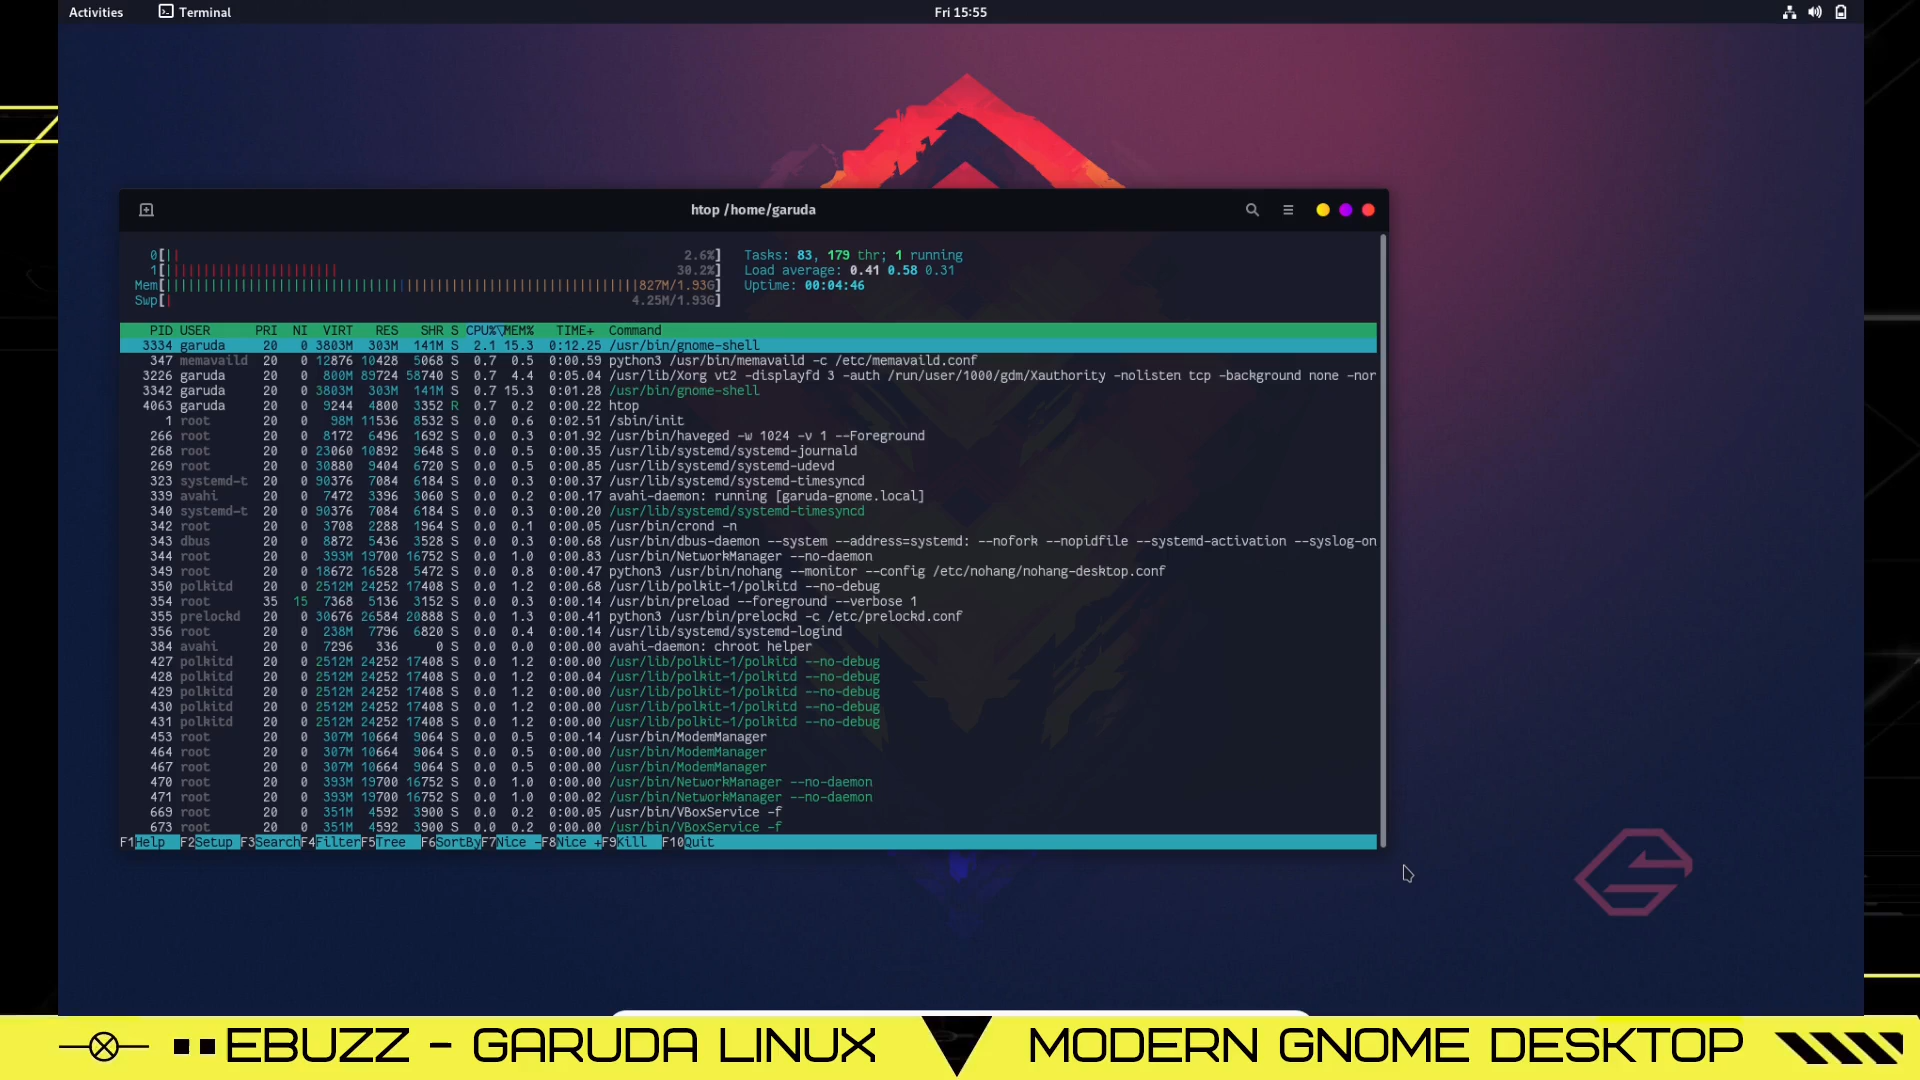 Activities Terminal Fri 15:55
htop /home/garuda
0[|| 2.6%] Tasks: 83, 179 thr; 1 running
1[||||||||||||||||||||||| 30.2%] Load average: 0.41 0.58 0.31
Mem[||||||||||||||||||||||||||||||||||||||||||||||||||||||||||||||827M/1.93G] Uptime: 00:04:46
Swp[| 4.25M/1.93G]
PID USER PRI NI VIRT RES SHR S CPU%▽MEM% TIME+ Command
3334 garuda 20 0 3803M 303M 141M S 2.1 15.3 0:12.25 /usr/bin/gnome-shell
347 memavaild 20 0 12876 10428 5068 S 0.7 0.5 0:00.59 python3 /usr/bin/memavaild -c /etc/memavaild.conf
3226 garuda 20 0 800M 89724 58740 S 0.7 4.4 0:05.04 /usr/lib/Xorg vt2 -displayfd 3 -auth /run/user/1000/gdm/Xauthority -nolisten tcp -background none -nor
3342 garuda 20 0 3803M 303M 141M S 0.7 15.3 0:01.28 /usr/bin/gnome-shell
4063 garuda 20 0 9244 4800 3352 R 0.7 0.2 0:00.22 htop
1 root 20 0 98M 11536 8532 S 0.0 0.6 0:02.51 /sbin/init
266 root 20 0 8172 6496 1692 S 0.0 0.3 0:01.92 /usr/bin/haveged -w 1024 -v 1 --Foreground
268 root 20 0 23060 10892 9648 S 0.0 0.5 0:00.35 /usr/lib/systemd/systemd-journald
269 root 20 0 30880 9404 6720 S 0.0 0.5 0:00.85 /usr/lib/systemd/systemd-udevd
323 systemd-t 20 0 90376 7084 6184 S 0.0 0.3 0:00.37 /usr/lib/systemd/systemd-timesyncd
339 avahi 20 0 7472 3396 3060 S 0.0 0.2 0:00.17 avahi-daemon: running [garuda-gnome.local]
340 systemd-t 20 0 90376 7084 6184 S 0.0 0.3 0:00.20 /usr/lib/systemd/systemd-timesyncd
342 root 20 0 3708 2288 1964 S 0.0 0.1 0:00.05 /usr/bin/crond -n
343 dbus 20 0 8872 5436 3528 S 0.0 0.3 0:00.68 /usr/bin/dbus-daemon --system --address=systemd: --nofork --nopidfile --systemd-activation --syslog-on
344 root 20 0 393M 19700 16752 S 0.0 1.0 0:00.83 /usr/bin/NetworkManager --no-daemon
349 root 20 0 18672 16528 5472 S 0.0 0.8 0:00.47 python3 /usr/bin/nohang --monitor --config /etc/nohang/nohang-desktop.conf
350 polkitd 20 0 2512M 24252 17408 S 0.0 1.2 0:00.68 /usr/lib/polkit-1/polkitd --no-debug
354 root 35 15 7368 5136 3152 S 0.0 0.3 0:00.14 /usr/bin/preload --foreground --verbose 1
355 prelockd 20 0 30676 26584 20888 S 0.0 1.3 0:00.41 python3 /usr/bin/prelockd -c /etc/prelockd.conf
356 root 20 0 238M 7796 6820 S 0.0 0.4 0:00.14 /usr/lib/systemd/systemd-logind
384 avahi 20 0 7296 336 0 S 0.0 0.0 0:00.00 avahi-daemon: chroot helper
427 polkitd 20 0 2512M 24252 17408 S 0.0 1.2 0:00.00 /usr/lib/polkit-1/polkitd --no-debug
428 polkitd 20 0 2512M 24252 17408 S 0.0 1.2 0:00.04 /usr/lib/polkit-1/polkitd --no-debug
429 polkitd 20 0 2512M 24252 17408 S 0.0 1.2 0:00.00 /usr/lib/polkit-1/polkitd --no-debug
430 polkitd 20 0 2512M 24252 17408 S 0.0 1.2 0:00.00 /usr/lib/polkit-1/polkitd --no-debug
431 polkitd 20 0 2512M 24252 17408 S 0.0 1.2 0:00.00 /usr/lib/polkit-1/polkitd --no-debug
453 root 20 0 307M 10664 9064 S 0.0 0.5 0:00.14 /usr/bin/ModemManager
464 root 20 0 307M 10664 9064 S 0.0 0.5 0:00.00 /usr/bin/ModemManager
467 root 20 0 307M 10664 9064 S 0.0 0.5 0:00.00 /usr/bin/ModemManager
470 root 20 0 393M 19700 16752 S 0.0 1.0 0:00.00 /usr/bin/NetworkManager --no-daemon
471 root 20 0 393M 19700 16752 S 0.0 1.0 0:00.02 /usr/bin/NetworkManager --no-daemon
669 root 20 0 351M 4592 3900 S 0.0 0.2 0:00.05 /usr/bin/VBoxService -f
673 root 20 0 351M 4592 3900 S 0.0 0.2 0:00.00 /usr/bin/VBoxService -f
F1Help F2Setup F3SearchF4FilterF5Tree F6SortByF7Nice -F8Nice +F9Kill F10Quit
EBUZZ - GARUDA LINUX MODERN GNOME DESKTOP